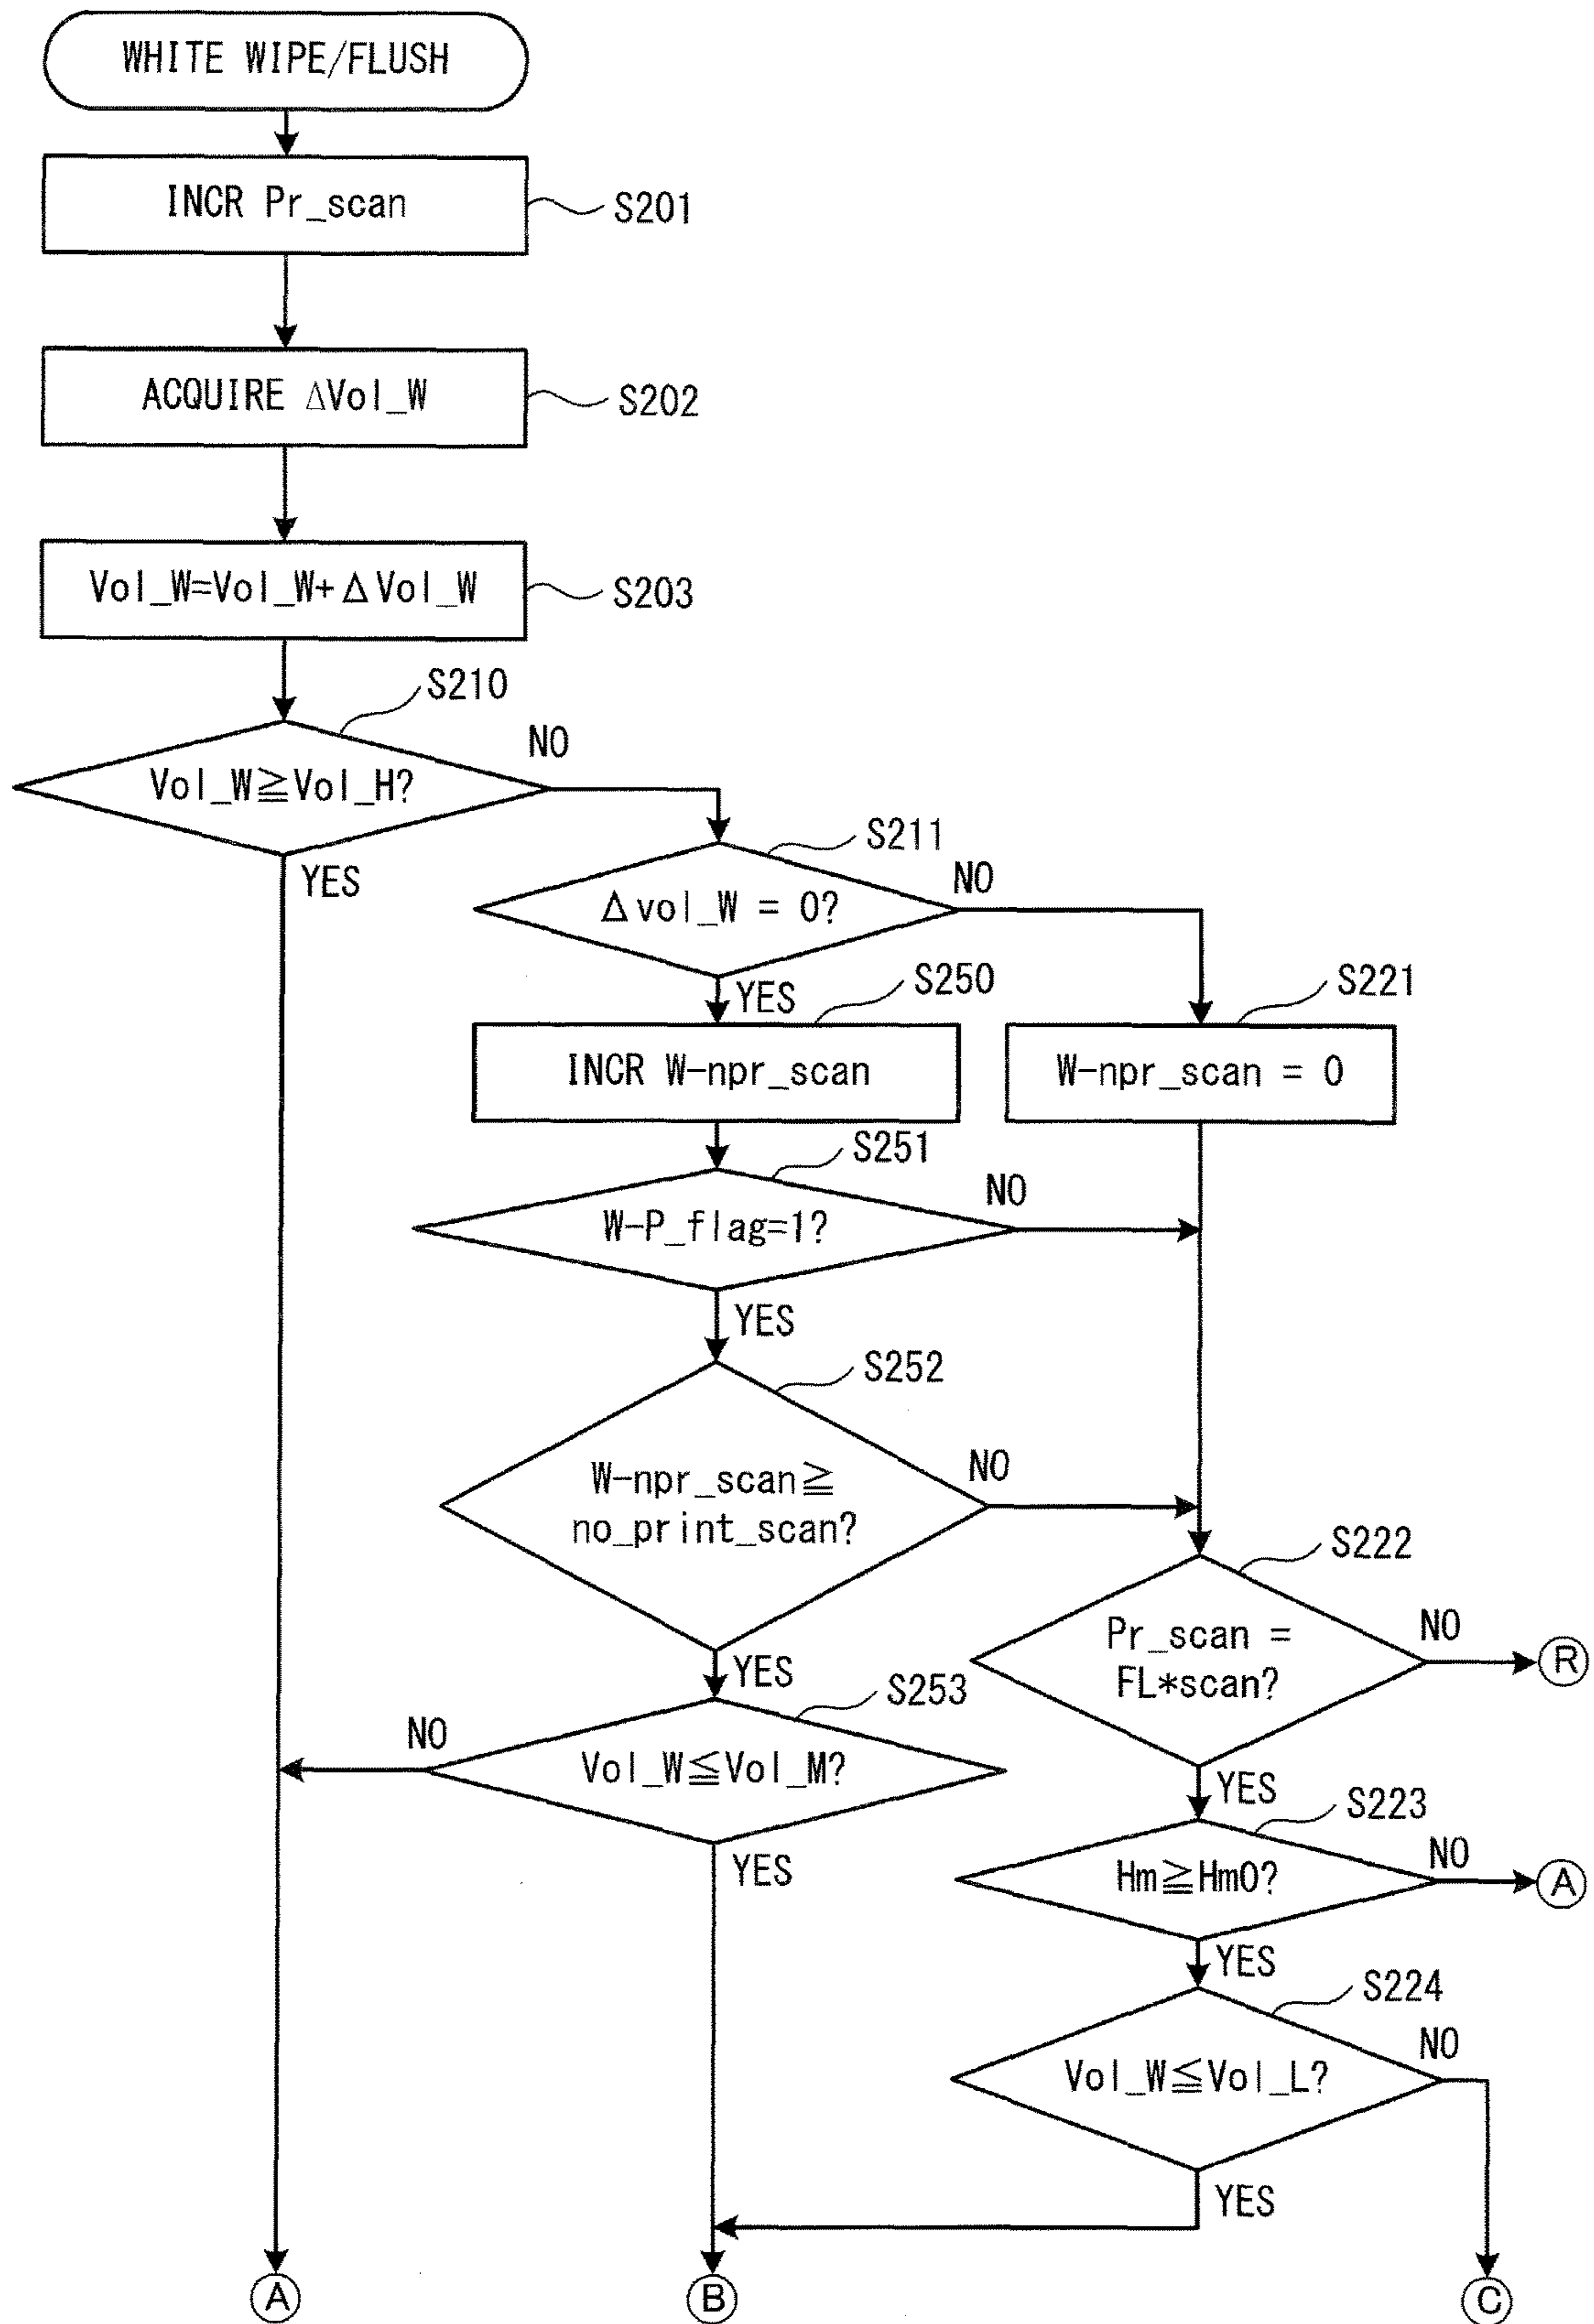 WHITE WIPE/FLUSH
INCR Pr_scan
S201
ACQUIRE ΔVol_W
S202
Vol_W=Vol_W+ΔVol_W
S203
S210
Vol_W≧Vol_H?
NO
YES
S211
Δvol_W = 0?
NO
YES
S250
S221
INCR W-npr_scan
W-npr_scan = 0
S251
W-P_flag=1?
NO
YES
S252
W-npr_scan≧
no_print_scan?
NO
YES
S222
Pr_scan =
FL*scan?
NO
R
YES
S253
NO
Vol_W≦Vol_M?
YES
S223
Hm≧Hm0?
NO
A
YES
S224
Vol_W≦Vol_L?
NO
YES
A
B
C